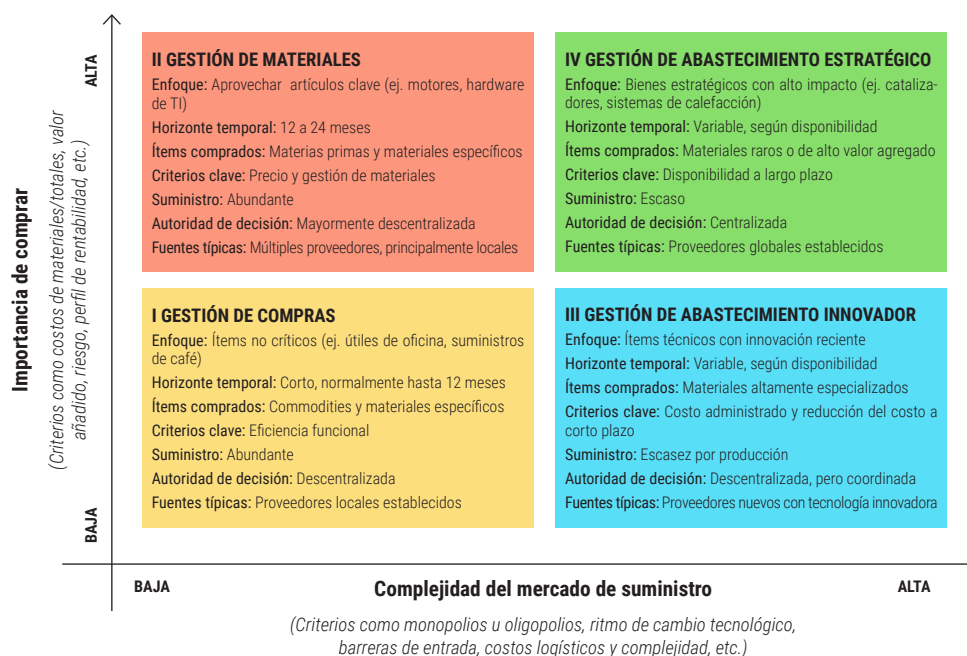 ALTA
Importancia de comprar
(Criterios como costos de materiales/totales, valor
añadido, riesgo, perfil de rentabilidad, etc.)
BAJA
II GESTIÓN DE MATERIALES
Enfoque: Aprovechar artículos clave (ej. motores, hardware
de TI)
Horizonte temporal: 12 a 24 meses
Ítems comprados: Materias primas y materiales específicos
Criterios clave: Precio y gestión de materiales
Suministro: Abundante
Autoridad de decisión: Mayormente descentralizada
Fuentes típicas: Múltiples proveedores, principalmente locales
IV GESTIÓN DE ABASTECIMIENTO ESTRATÉGICO
Enfoque: Bienes estratégicos con alto impacto (ej. cataliza-
dores, sistemas de calefacción)
Horizonte temporal: Variable, según disponibilidad
Ítems comprados: Materiales raros o de alto valor agregado
Criterios clave: Disponibilidad a largo plazo
Suministro: Escaso
Autoridad de decisión: Centralizada
Fuentes típicas: Proveedores globales establecidos
I GESTIÓN DE COMPRAS
Enfoque: Ítems no críticos (ej. útiles de oficina, suministros
de café)
Horizonte temporal: Corto, normalmente hasta 12 meses
Ítems comprados: Commodities y materiales específicos
Criterios clave: Eficiencia funcional
Suministro: Abundante
Autoridad de decisión: Descentralizada
Fuentes típicas: Proveedores locales establecidos
III GESTIÓN DE ABASTECIMIENTO INNOVADOR
Enfoque: Ítems técnicos con innovación reciente
Horizonte temporal: Variable, según disponibilidad
Ítems comprados: Materiales altamente especializados
Criterios clave: Costo administrado y reducción del costo a
corto plazo
Suministro: Escasez por producción
Autoridad de decisión: Descentralizada, pero coordinada
Fuentes típicas: Proveedores nuevos con tecnología innovadora
BAJA
Complejidad del mercado de suministro
ALTA
(Criterios como monopolios u oligopolios, ritmo de cambio tecnológico,
barreras de entrada, costos logísticos y complejidad, etc.)